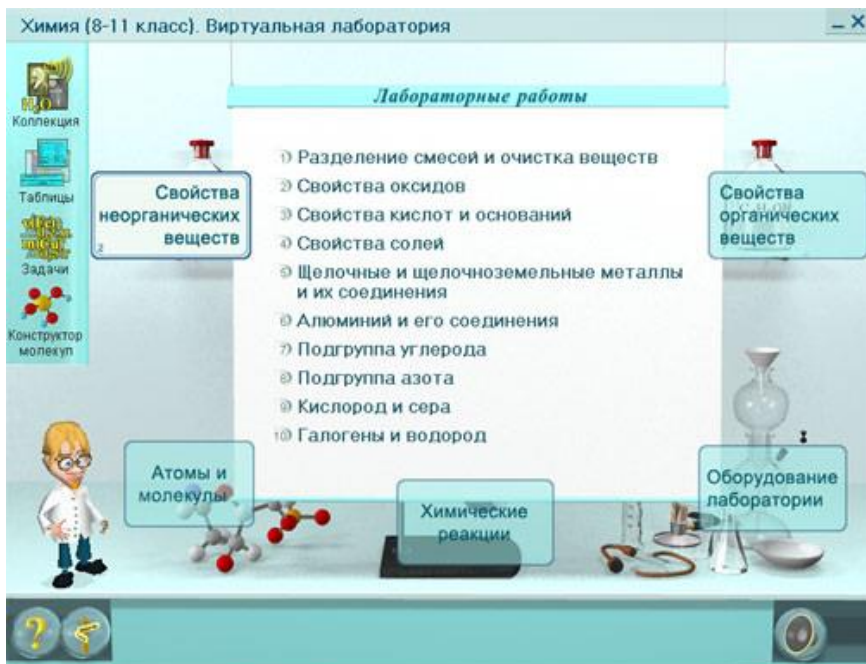 Химия (8-11 класс). Виртуальная лаборатория
H₂O
Коллекция
Таблицы
Задачи
Конструктор
молекул
Лабораторные работы
1) Разделение смесей и очистка веществ
2) Свойства оксидов
3) Свойства кислот и оснований
4) Свойства солей
5) Щелочные и щелочноземельные металлы
и их соединения
6) Алюминий и его соединения
7) Подгруппа углерода
8) Подгруппа азота
9) Кислород и сера
10) Галогены и водород
Свойства
неорганических
веществ
2
Свойства
органических
веществ
Атомы и
молекулы
Химические
реакции
Оборудование
лаборатории
?